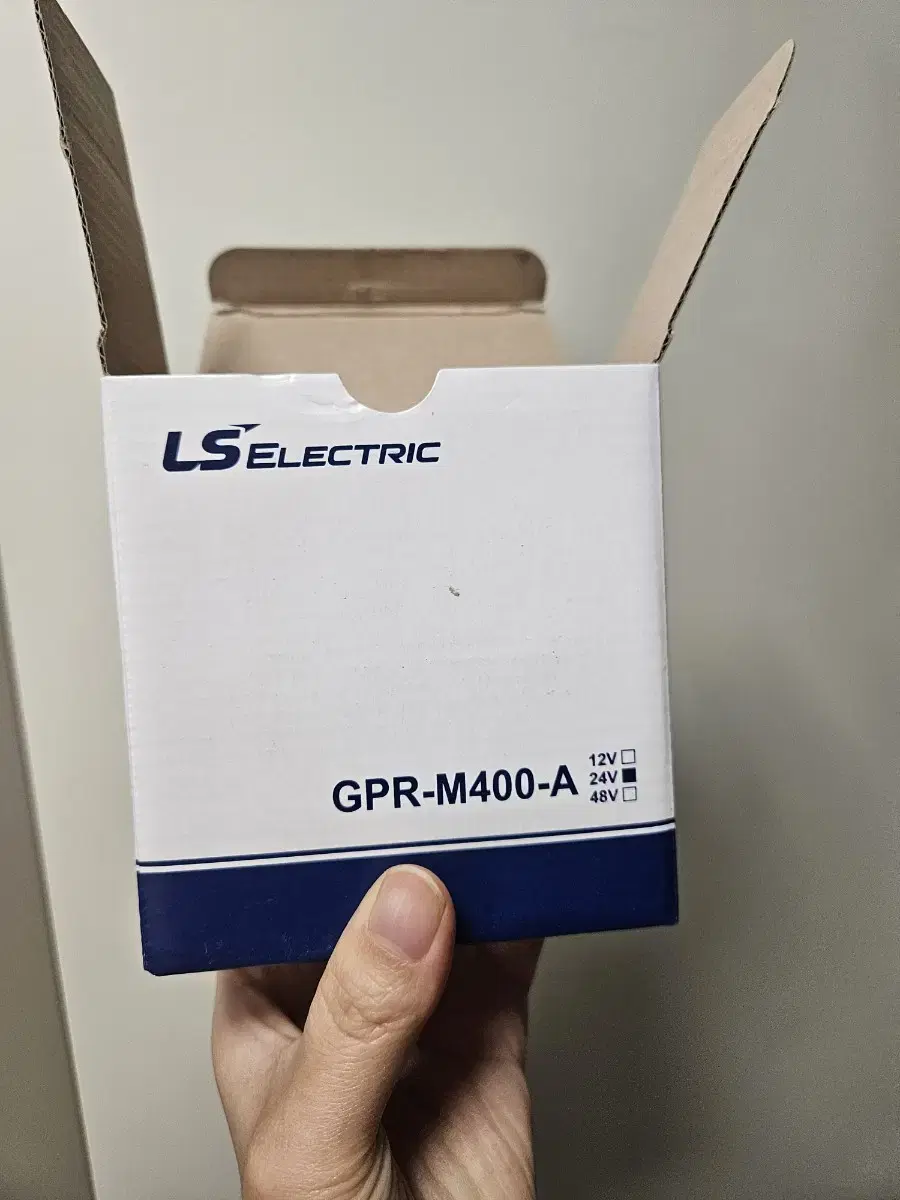 LS ELECTRIC
GPR-M400-A
12V
24V
48V